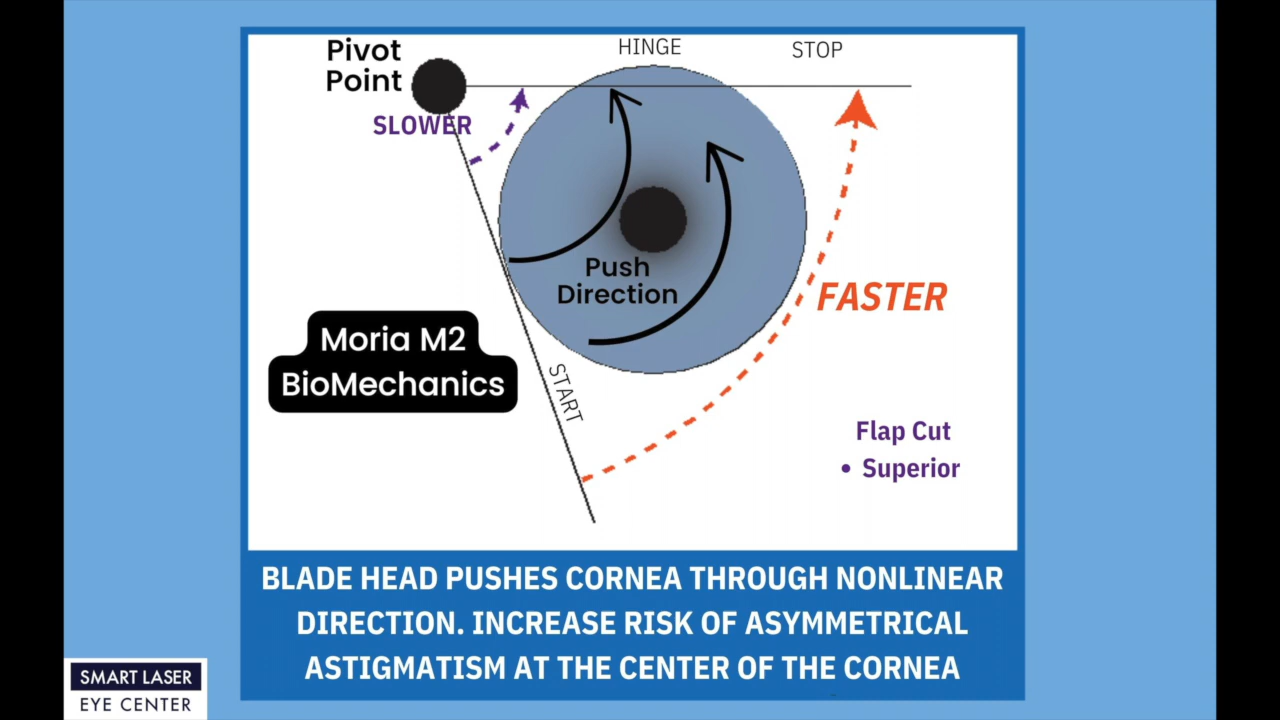 Pivot
Point
HINGE
STOP
SLOWER
Push
Direction
FASTER
Moria M2
BioMechanics
START
Flap Cut
• Superior
BLADE HEAD PUSHES CORNEA THROUGH NONLINEAR
DIRECTION. INCREASE RISK OF ASYMMETRICAL
ASTIGMATISM AT THE CENTER OF THE CORNEA
SMART LASER
EYE CENTER